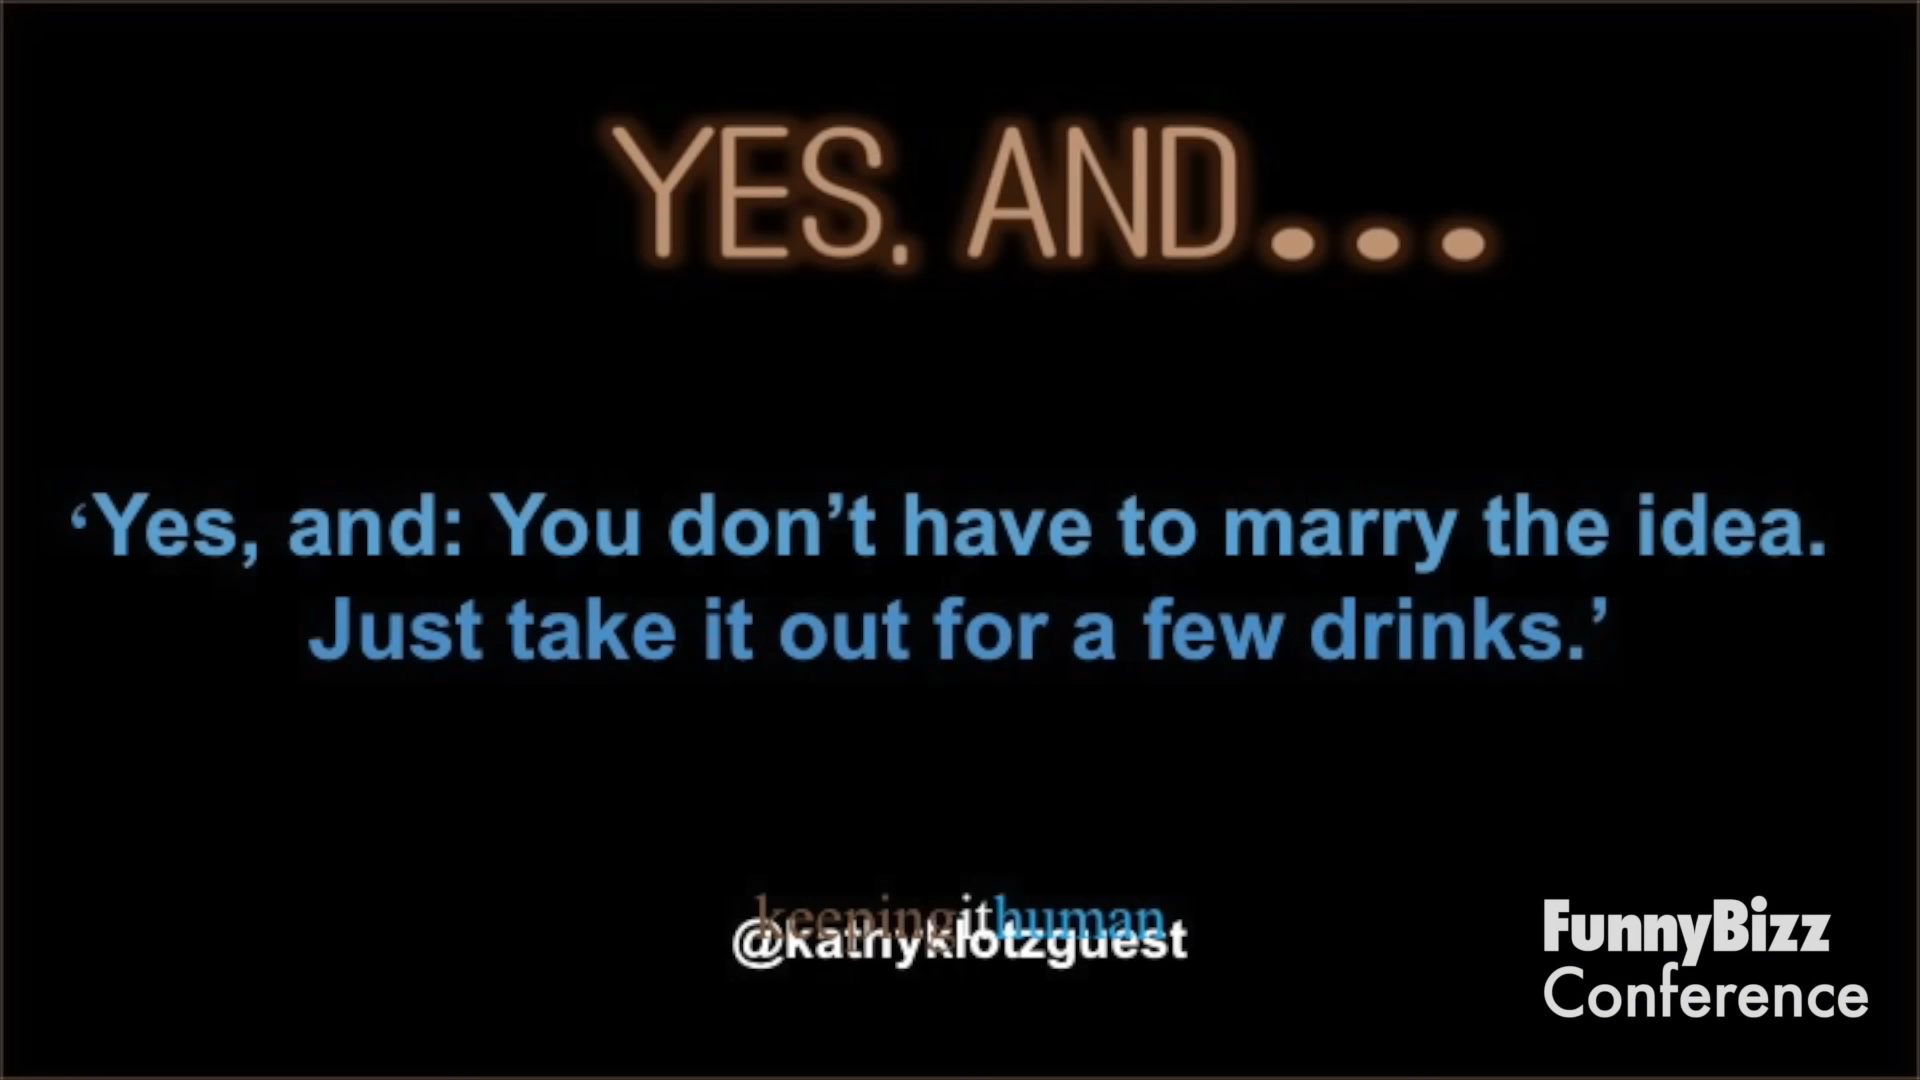 YES, AND...
‘Yes, and: You don’t have to marry the idea.
Just take it out for a few drinks.’
keepingithuman
@kathyklotzguest
FunnyBizz
Conference